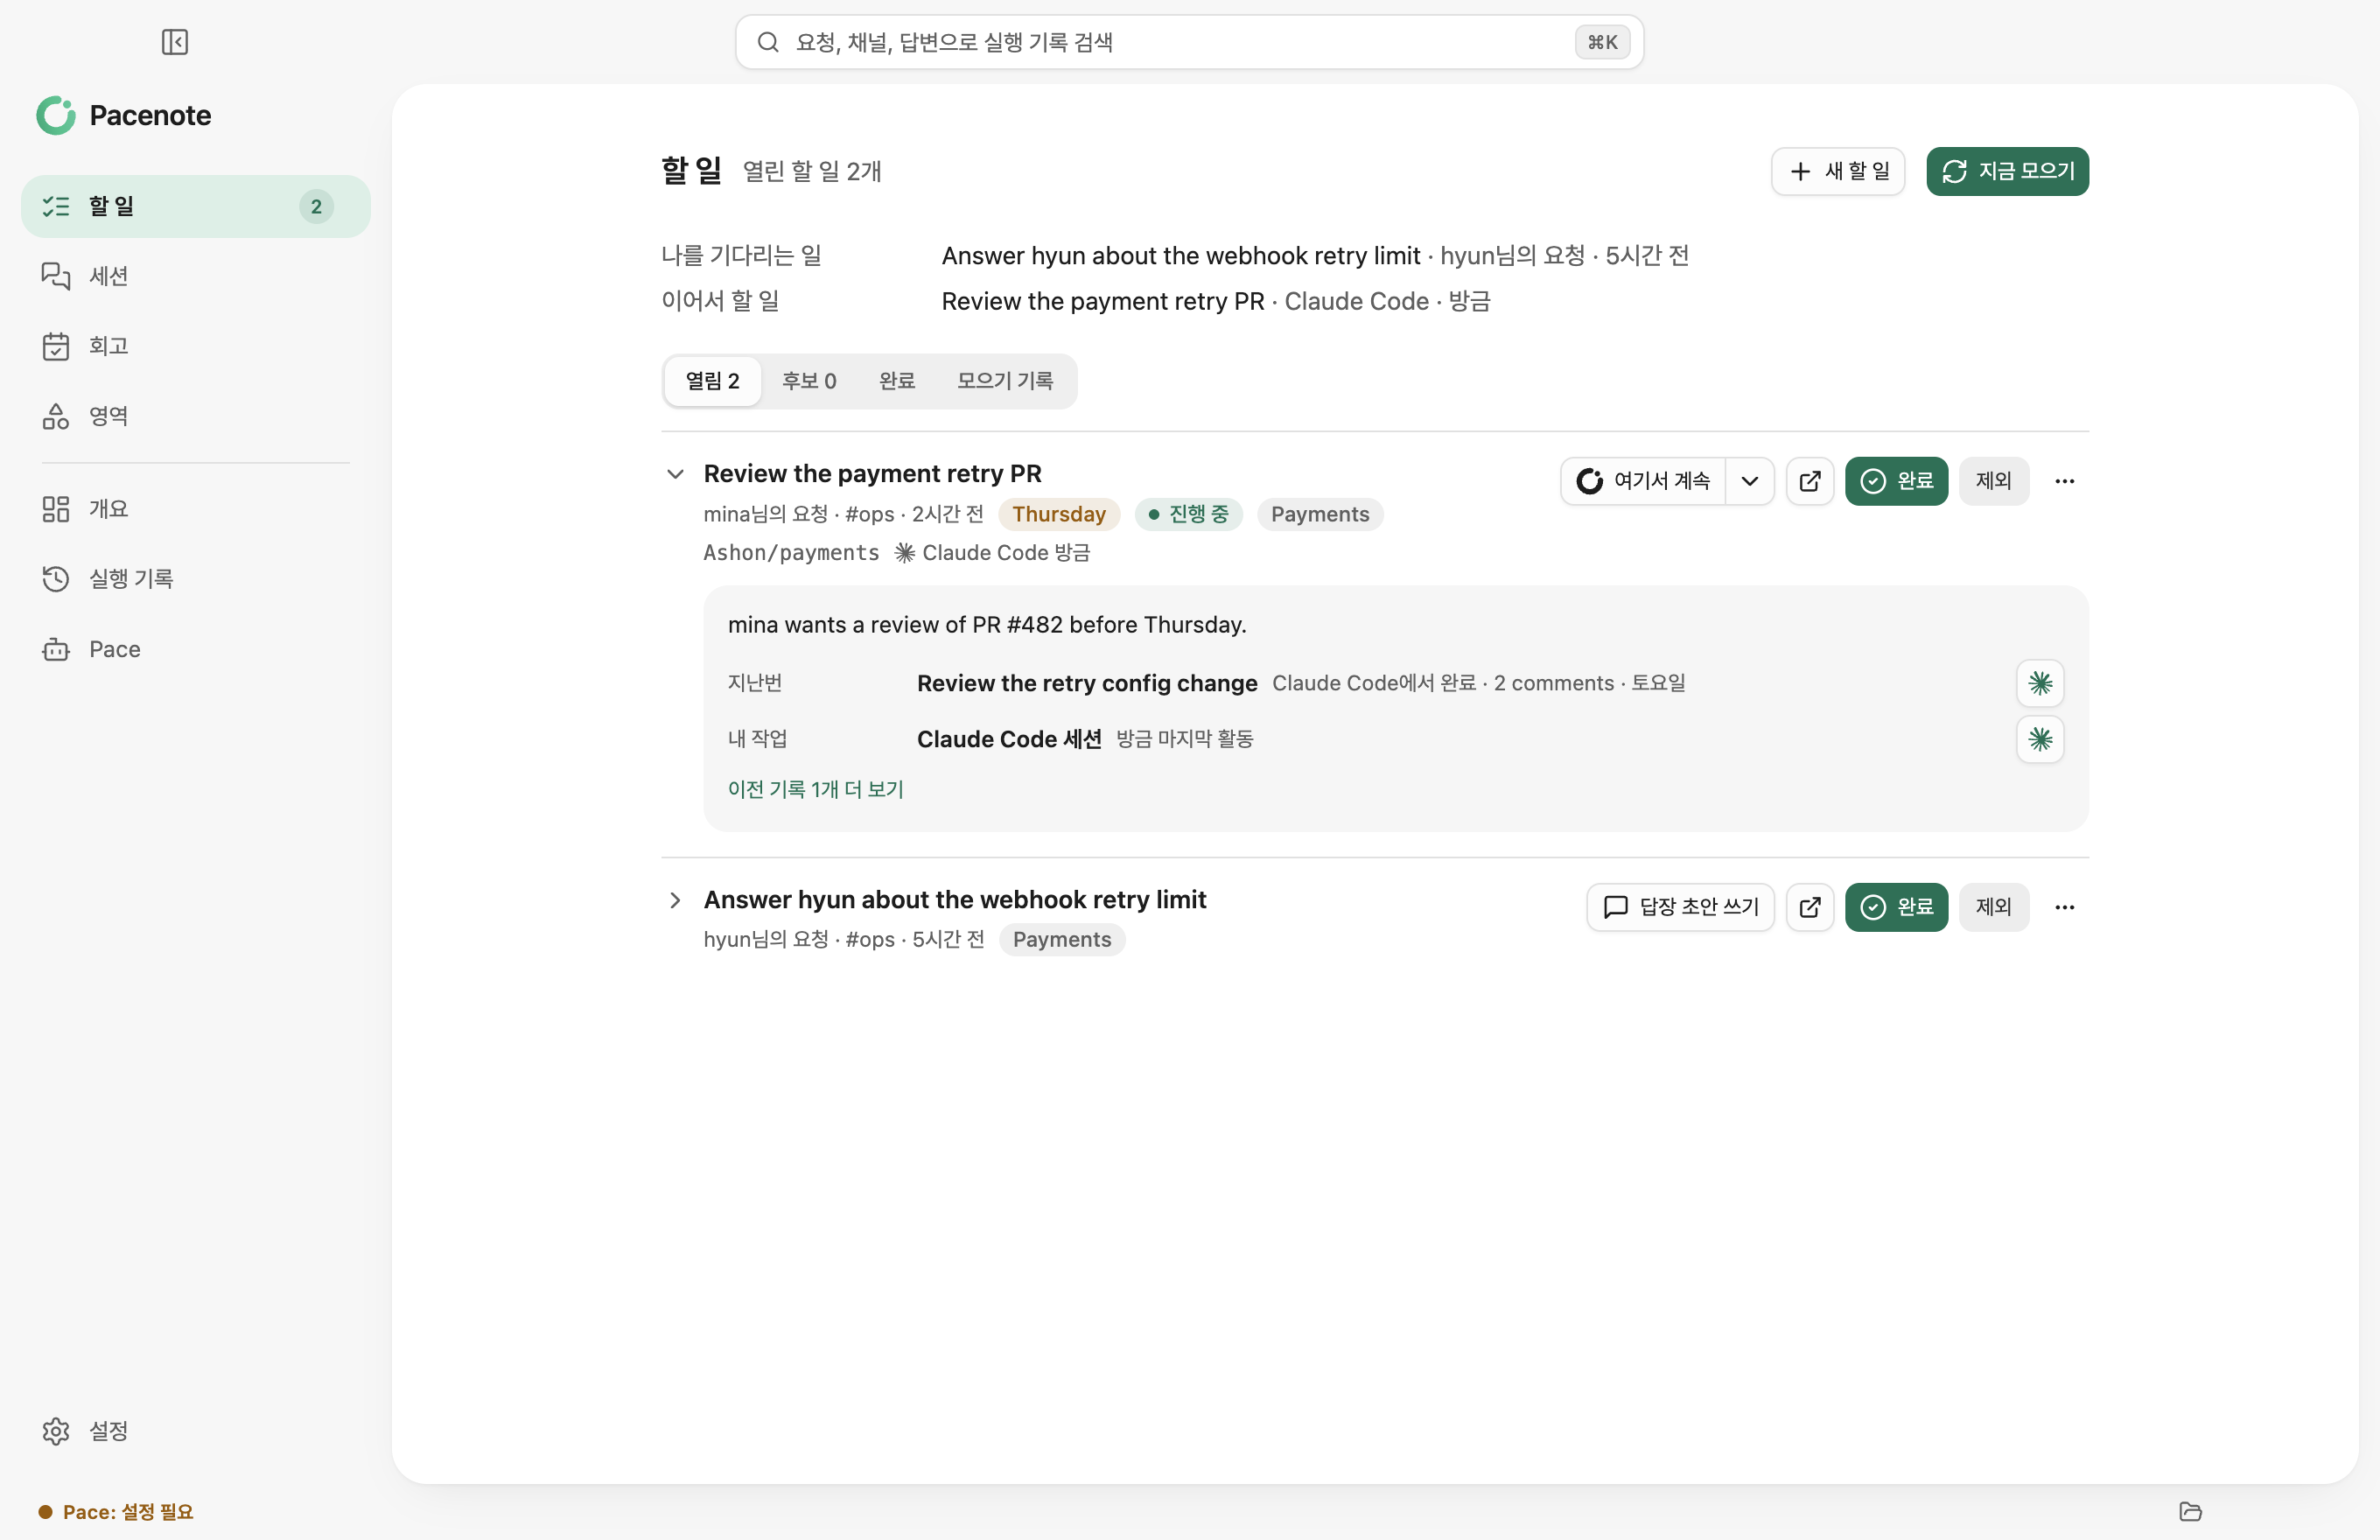 요청, 채널, 답변으로 실행 기록 검색
⌘K
Pacenote
할 일
2
세션
회고
영역
개요
실행 기록
Pace
설정
Pace: 설정 필요
할 일
열린 할 일 2개
새 할 일
지금 모으기
나를 기다리는 일
Answer hyun about the webhook retry limit · hyun님의 요청 · 5시간 전
이어서 할 일
Review the payment retry PR · Claude Code · 방금
열림 2
후보 0
완료
모으기 기록
Review the payment retry PR
여기서 계속
완료
제외
mina님의 요청 · #ops · 2시간 전
Thursday
진행 중
Payments
Ashon/payments
Claude Code 방금
mina wants a review of PR #482 before Thursday.
지난번
Review the retry config change
Claude Code에서 완료 · 2 comments · 토요일
내 작업
Claude Code 세션
방금 마지막 활동
이전 기록 1개 더 보기
Answer hyun about the webhook retry limit
답장 초안 쓰기
완료
제외
hyun님의 요청 · #ops · 5시간 전
Payments